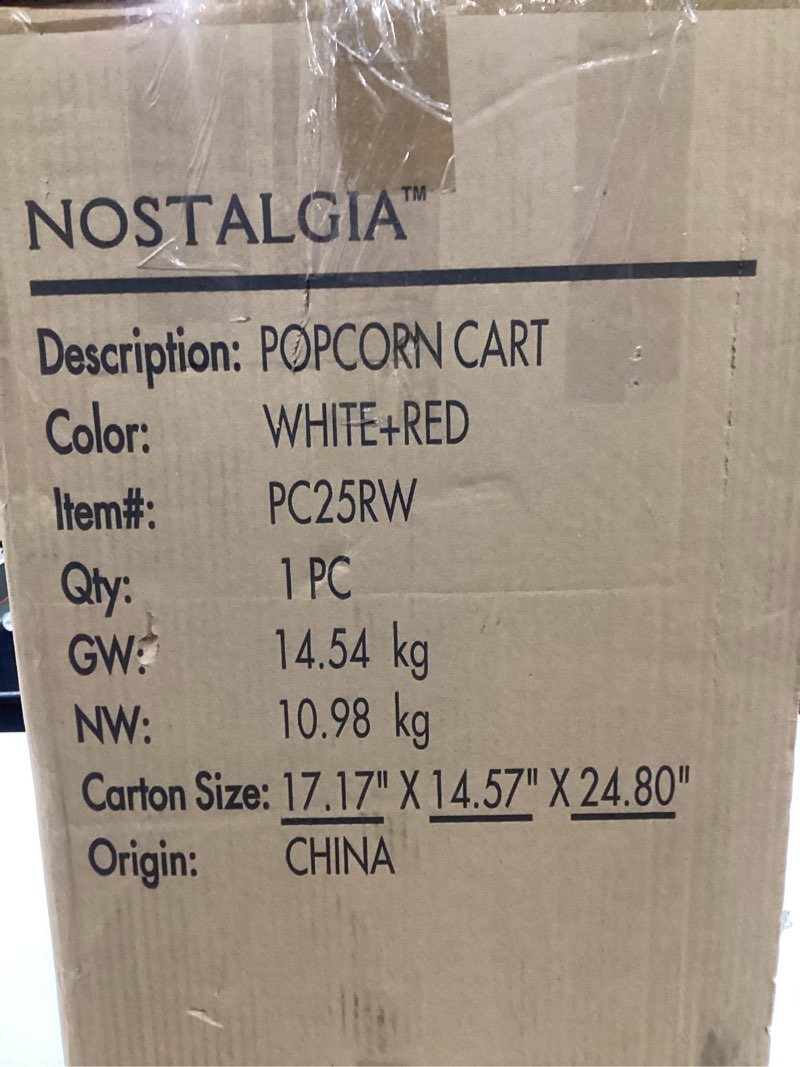 NOSTALGIA™
Description: POPCORN CART
Color: WHITE+RED
Item#: PC25RW
Qty: 1 PC
GW: 14.54 kg
NW: 10.98 kg
Carton Size: 17.17" X 14.57" X 24.80"
Origin: CHINA